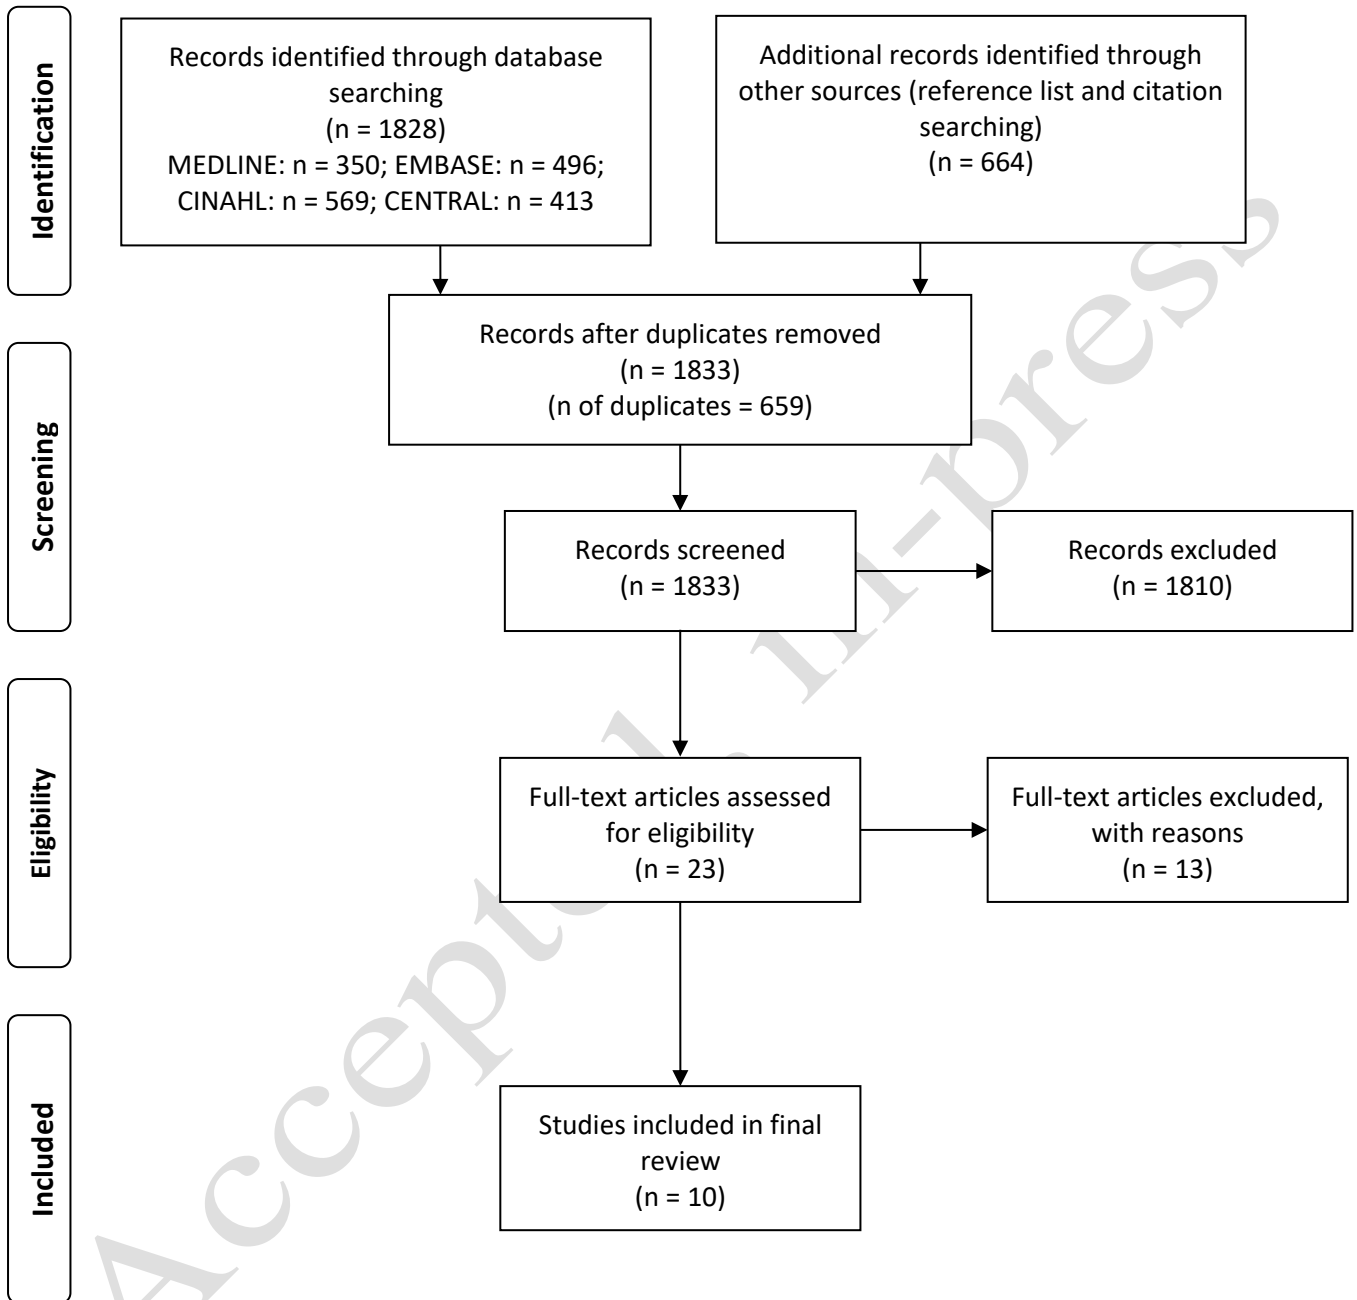 Identification
Records identified through database
searching
(n = 1828)
MEDLINE: n = 350; EMBASE: n = 496;
CINAHL: n = 569; CENTRAL: n = 413
Additional records identified through
other sources (reference list and citation
searching)
(n = 664)
Records after duplicates removed
(n = 1833)
(n of duplicates = 659)
Screening
Records screened
(n = 1833)
Records excluded
(n = 1810)
Eligibility
Full-text articles assessed
for eligibility
(n = 23)
Full-text articles excluded,
with reasons
(n = 13)
Included
Studies included in final
review
(n = 10)
Accepted, in-press